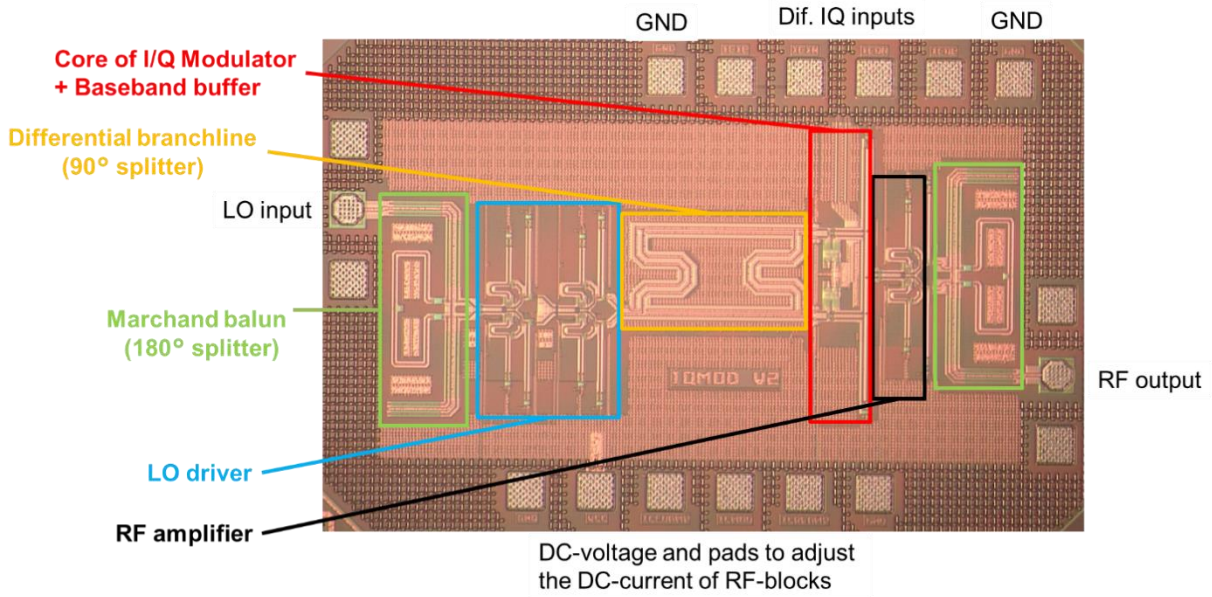 GND
Dif. IQ inputs
GND
Core of I/Q Modulator
+ Baseband buffer
Differential branchline
(90° splitter)
LO input
Marchand balun
(180° splitter)
IQMOD V2
RF output
LO driver
RF amplifier
DC-voltage and pads to adjust
the DC-current of RF-blocks